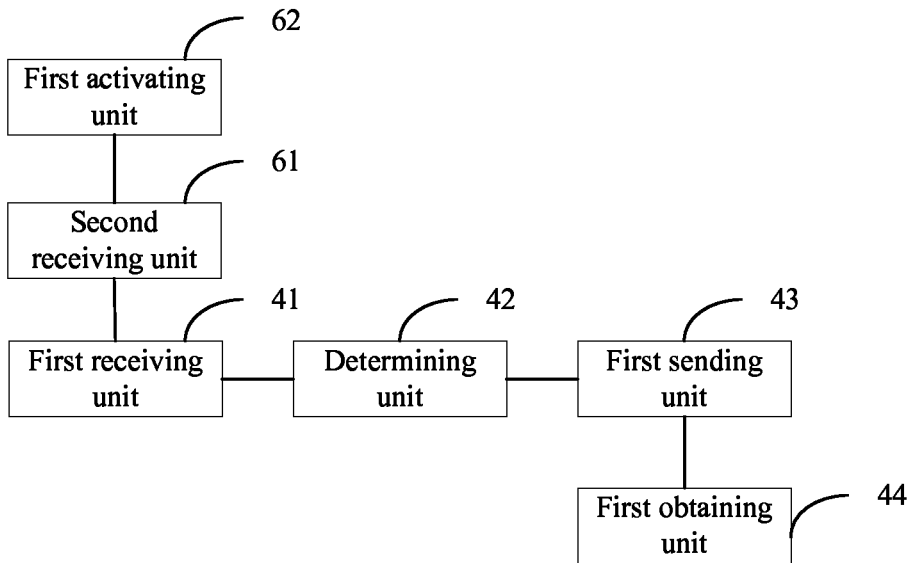 62
First activating
unit
61
Second
receiving unit
41
42
43
First receiving
unit
Determining
unit
First sending
unit
First obtaining
unit
44